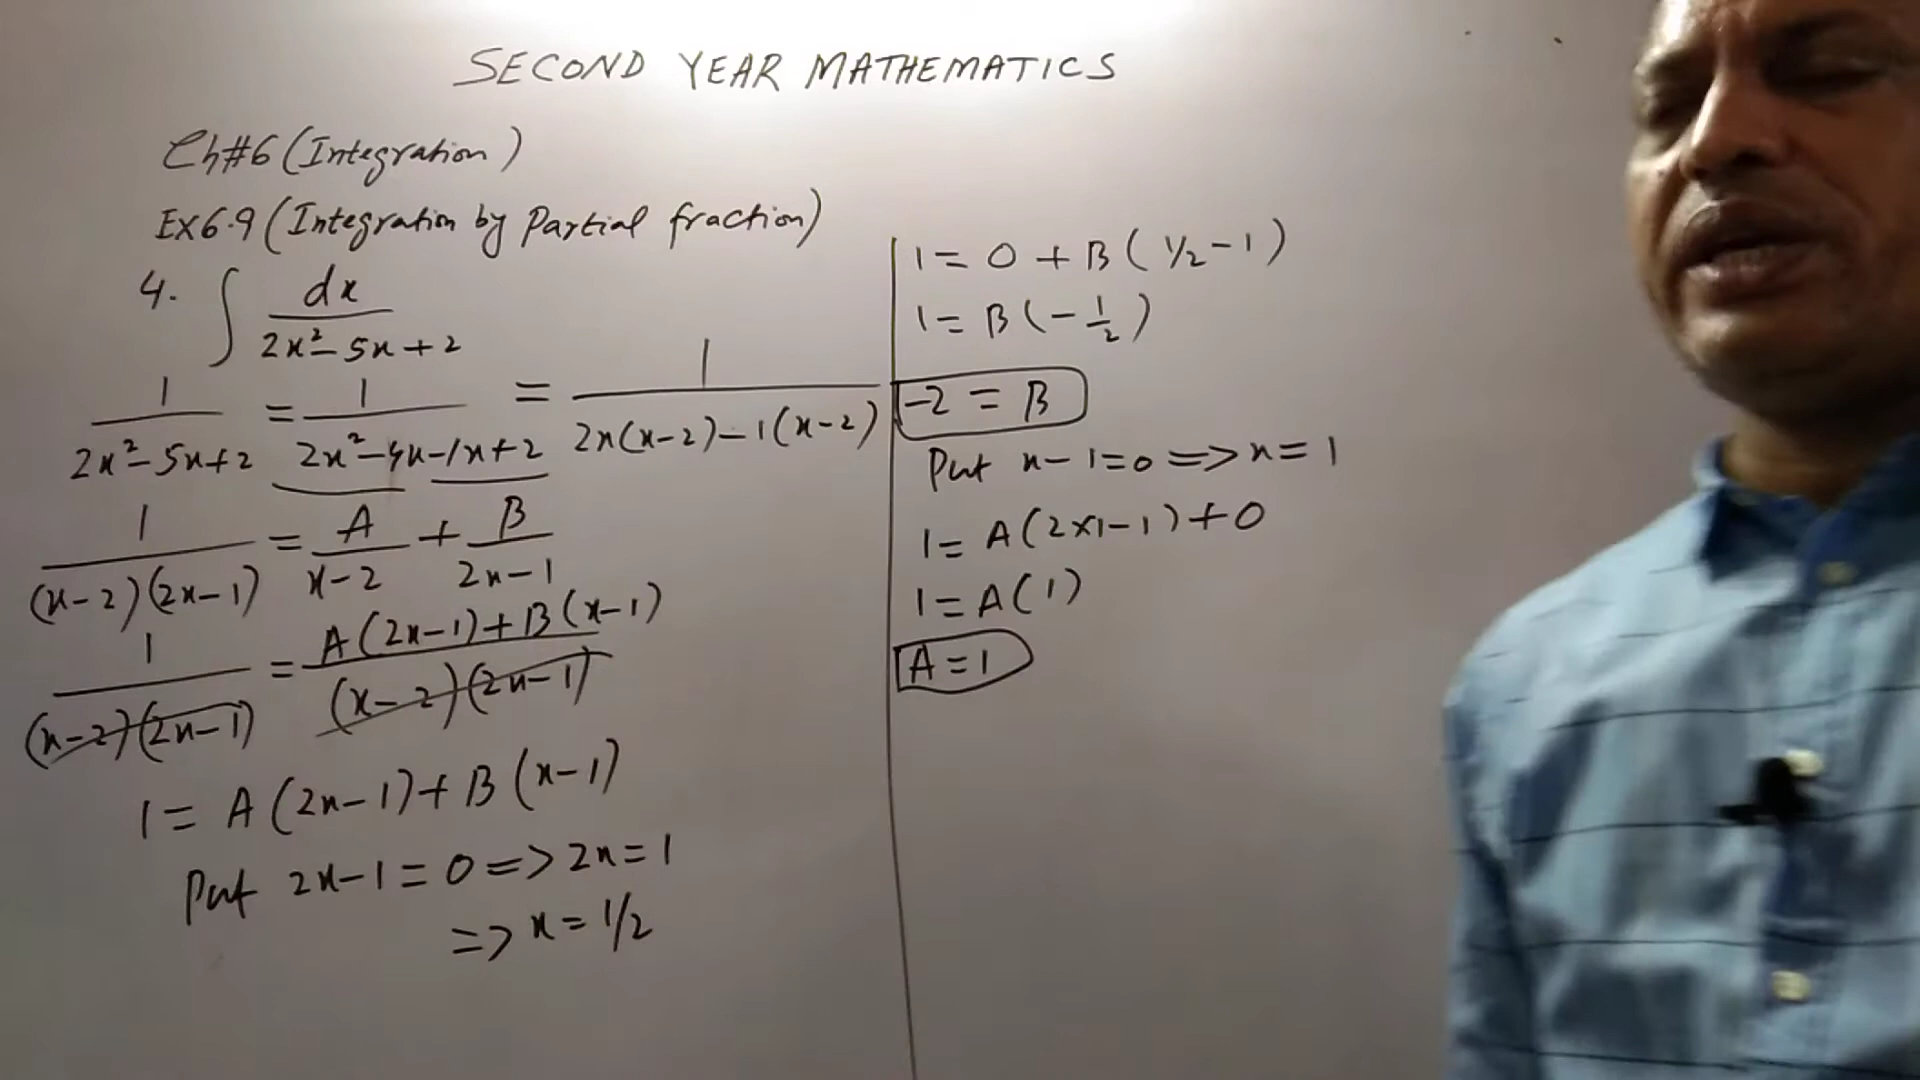 SECOND YEAR MATHEMATICS
Ch#6 (Integration)
EX6.9 (Integration by Partial fraction)
4. ∫ dx / 2x²-5x+2
1 / 2x²-5x+2 = 1 / 2x²-4x-1x+2 = 1 / 2x(x-2)-1(x-2)
1 / (x-2)(2x-1) = A / x-2 + B / 2x-1
1 / (x-2)(2x-1) = A(2x-1)+B(x-1) / (x-2)(2x-1)
1 = A(2x-1)+B(x-1)
Put 2x-1=0 => 2x=1
=> x=1/2
1 = 0 + B(1/2-1)
1 = B(-1/2)
-2 = B
Put x-1=0 => x=1
1 = A(2×1-1)+0
1 = A(1)
A = 1